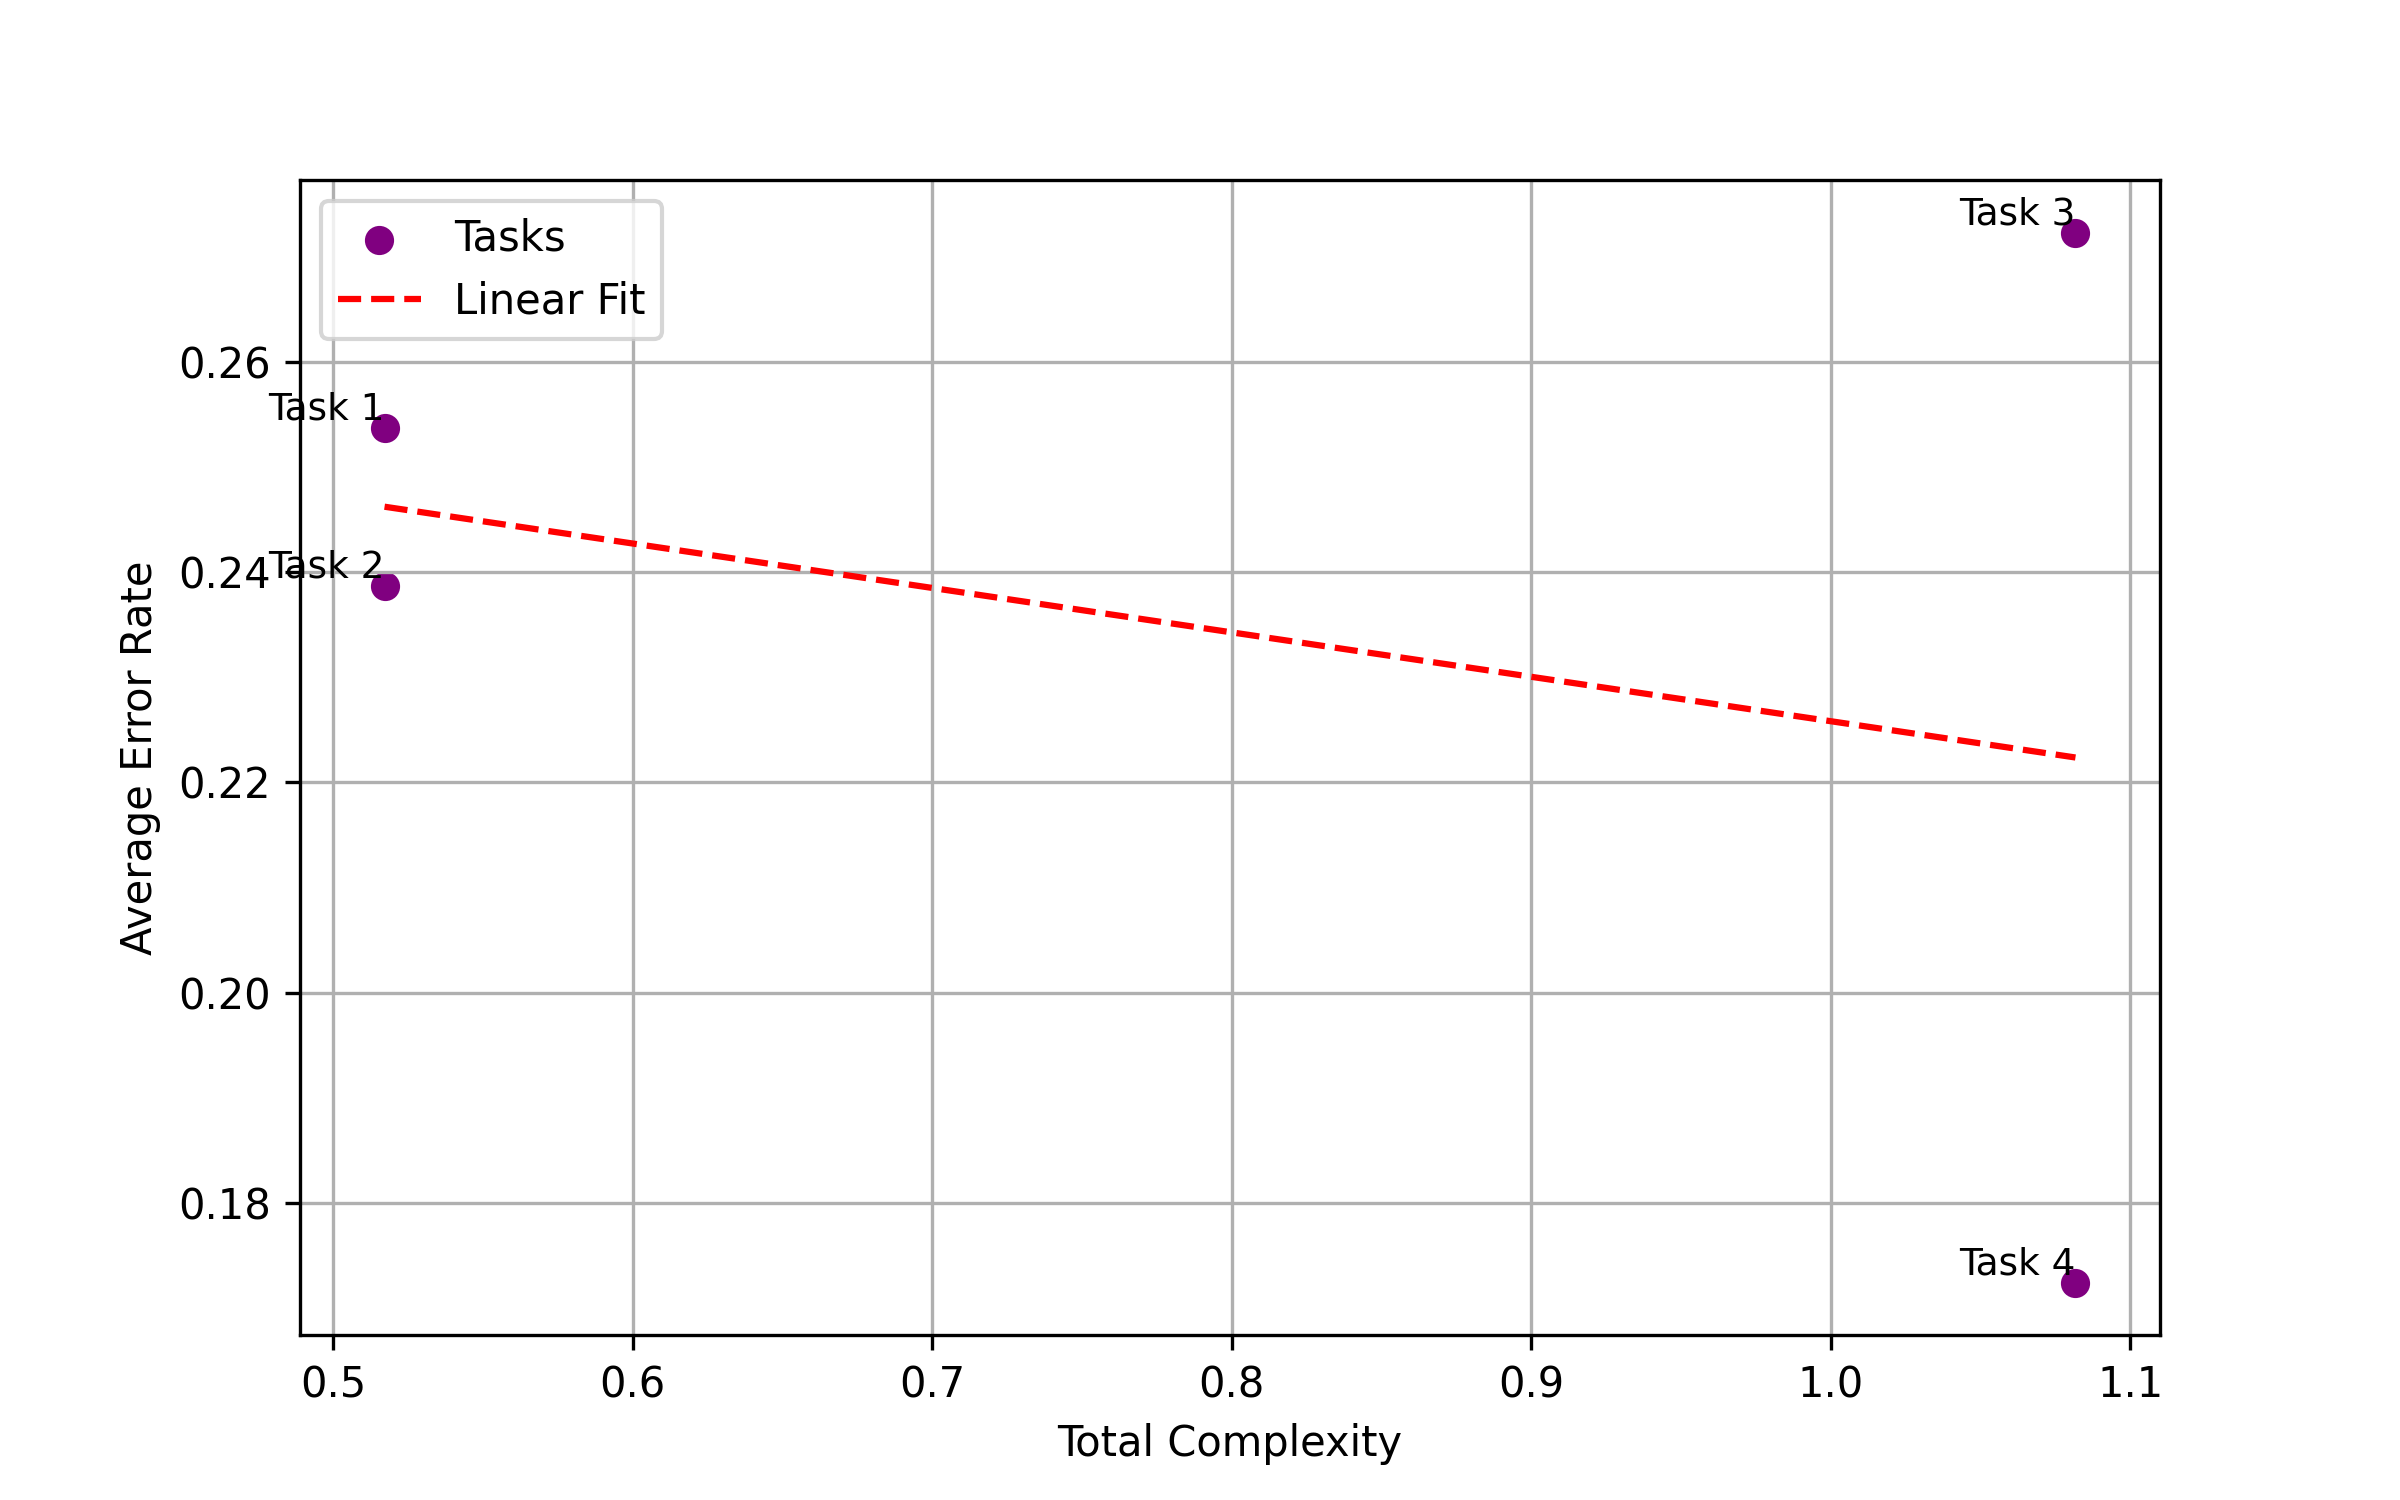 Tasks
Linear Fit
Task 3
0.26
Task 1
0.24
Task 2
0.22
0.20
0.18
Task 4
Average Error Rate
0.5 0.6 0.7 0.8 0.9 1.0 1.1
Total Complexity